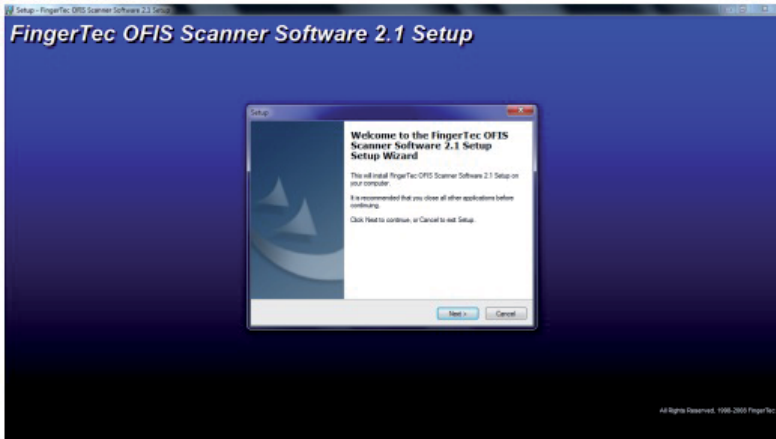 Setup - FingerTec OFIS Scanner Software 2.1 Setup
FingerTec OFIS Scanner Software 2.1 Setup
Setup
Welcome to the FingerTec OFIS
Scanner Software 2.1 Setup
Setup Wizard
This will install FingerTec OFIS Scanner Software 2.1 Setup on
your computer.
It is recommended that you close all other applications before
continuing.
Click Next to continue, or Cancel to exit Setup.
Next >
Cancel
All Rights Reserved, 1998-2008 FingerTec